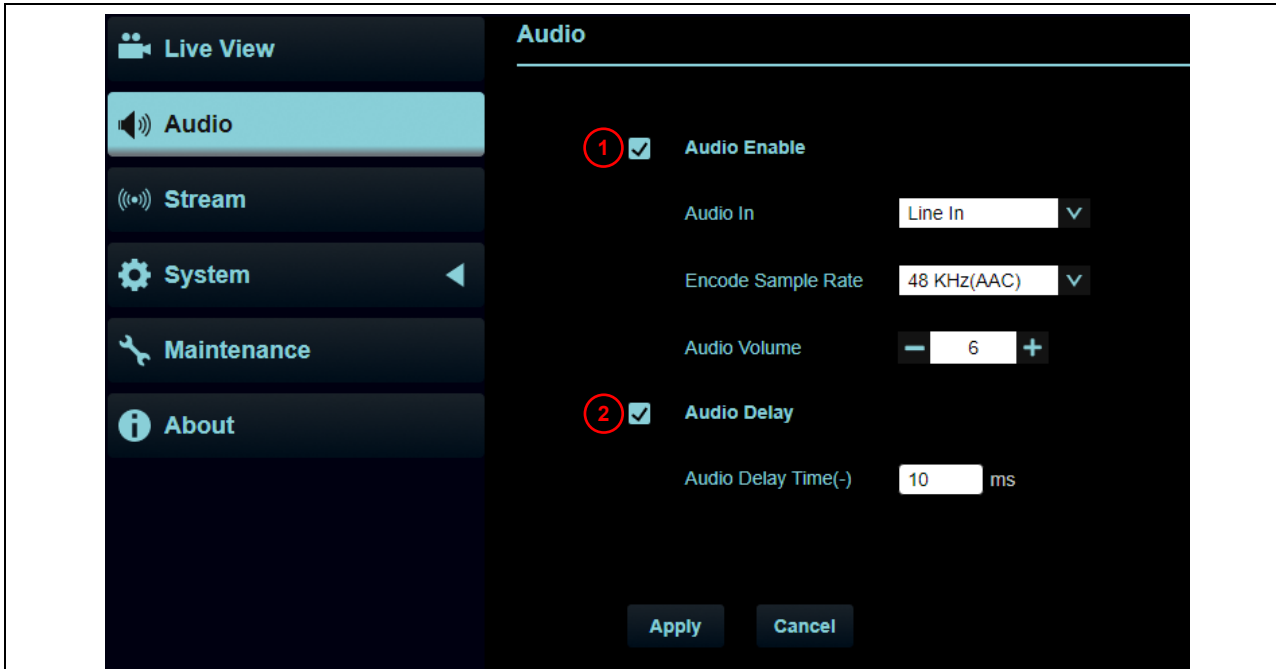 Live View
Audio
Stream
System
Maintenance
About
Audio
1 Audio Enable
Audio In Line In
Encode Sample Rate 48 KHz(AAC)
Audio Volume 6
2 Audio Delay
Audio Delay Time(-) 10 ms
Apply Cancel